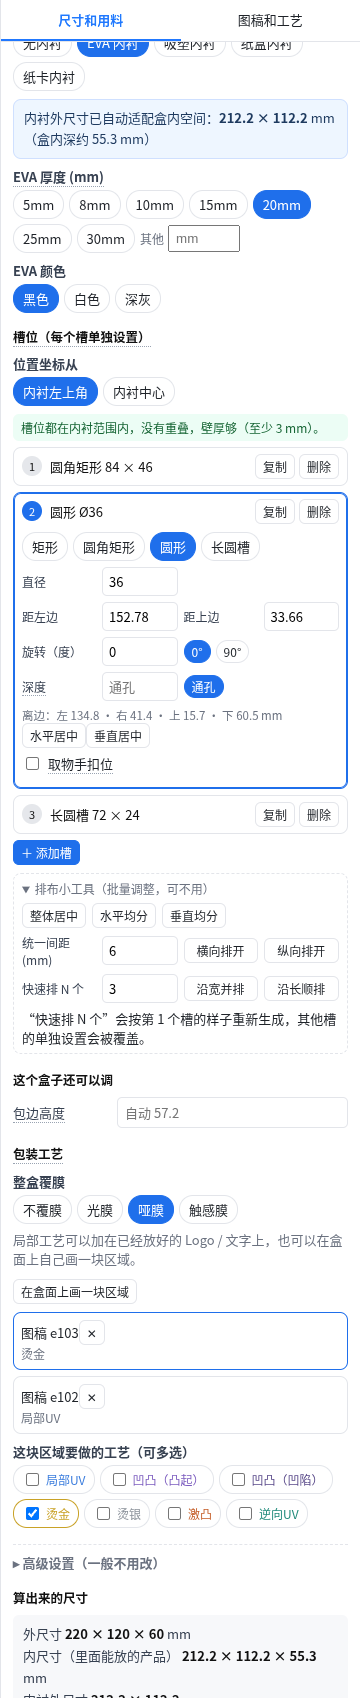 尺寸和用料 图稿和工艺
无内衬 EVA 内衬 吸塑内衬 纸盒内衬
纸卡内衬
内衬外尺寸已自动适配盒内空间：212.2 × 112.2 mm
（盒内深约 55.3 mm）
EVA 厚度 (mm)
5mm 8mm 10mm 15mm 20mm
25mm 30mm 其他 mm
EVA 颜色
黑色 白色 深灰
槽位（每个槽单独设置）
位置坐标从
内衬左上角 内衬中心
槽位都在内衬范围内，没有重叠，壁厚够（至少 3 mm）。
1 圆角矩形 84 × 46 复制 删除
2 圆形 Ø36 复制 删除
矩形 圆角矩形 圆形 长圆槽
直径 36
距左边 152.78 距上边 33.66
旋转（度） 0 0° 90°
深度 通孔 通孔
离边：左 134.8 · 右 41.4 · 上 15.7 · 下 60.5 mm
水平居中 垂直居中
取物手扣位
3 长圆槽 72 × 24 复制 删除
＋ 添加槽
▼ 排布小工具（批量调整，可不用）
整体居中 水平均分 垂直均分
统一间距
(mm) 6 横向排开 纵向排开
快速排 N 个 3 沿宽并排 沿长顺排
“快速排 N 个”会按第 1 个槽的样子重新生成，其他槽
的单独设置会被覆盖。
这个盒子还可以调
包边高度 自动 57.2
包装工艺
整盒覆膜
不覆膜 光膜 哑膜 触感膜
局部工艺可以加在已经放好的 Logo / 文字上，也可以在盒
面上自己画一块区域。
在盒面上画一块区域
图稿 e103 ×
烫金
图稿 e102 ×
局部UV
这块区域要做的工艺（可多选）
局部UV 凹凸（凸起） 凹凸（凹陷）
烫金 烫银 激凸 逆向UV
▸ 高级设置（一般不用改）
算出来的尺寸
外尺寸 220 × 120 × 60 mm
内尺寸（里面能放的产品） 212.2 × 112.2 × 55.3
mm
内衬外尺寸 212.2 × 112.2